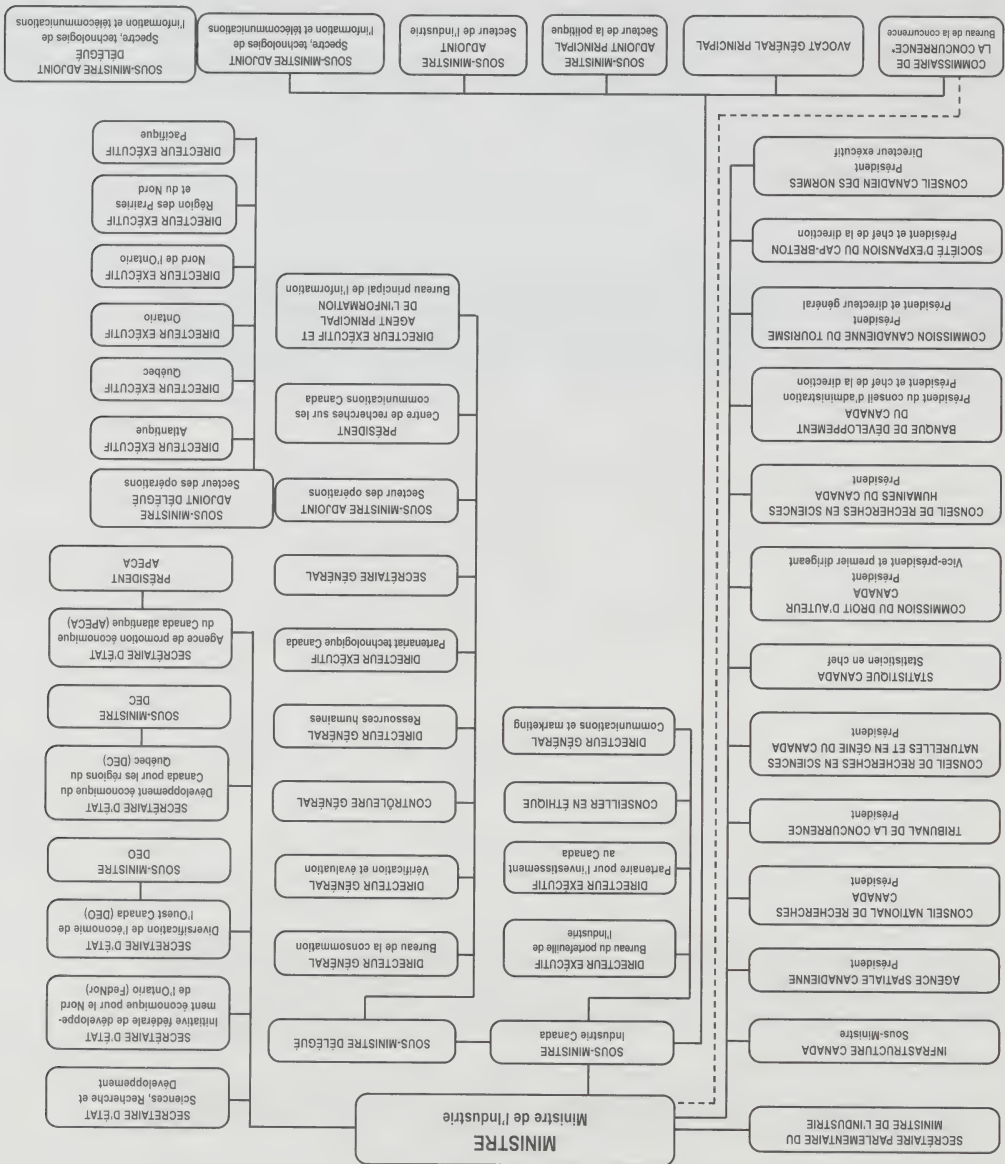 MINISTRE
Ministre de l'Industrie
SECRÉTAIRE PARLEMENTAIRE DU
MINISTRE DE L'INDUSTRIE
INFRASTRUCTURE CANADA
Sous-Ministre
AGENCE SPATIALE CANADIENNE
Président
CONSEIL NATIONAL DE RECHERCHES
CANADA
Président
TRIBUNAL DE LA CONCURRENCE
Président
CONSEIL DE RECHERCHES EN SCIENCES
NATURELLES ET EN GÉNIE DU CANADA
Président
STATISTIQUE CANADA
Statisticien en chef
COMMISSION DU DROIT D'AUTEUR
CANADA
Président
Vice-président et premier dirigeant
CONSEIL DE RECHERCHES EN SCIENCES
HUMAINES DU CANADA
Président
BANQUE DE DÉVELOPPEMENT
DU CANADA
Président du conseil d'administration
Président et chef de la direction
COMMISSION CANADIENNE DU TOURISME
Président
Président et directeur général
SOCIÉTÉ D'EXPANSION DU CAP-BRETON
Président et chef de la direction
CONSEIL CANADIEN DES NORMES
Président
Directeur exécutif
SOUS-MINISTRE
Industrie Canada
DIRECTEUR EXÉCUTIF
Bureau du portefeuille de
l'Industrie
DIRECTEUR EXÉCUTIF
Partenaire pour l'investissement
au Canada
CONSEILLER EN ÉTHIQUE
DIRECTEUR GÉNÉRAL
Communications et marketing
SOUS-MINISTRE DÉLÉGUÉ
DIRECTEUR GÉNÉRAL
Bureau de la consommation
DIRECTEUR GÉNÉRAL
Vérification et évaluation
CONTRÔLEUR GÉNÉRAL
DIRECTEUR GÉNÉRAL
Ressources humaines
DIRECTEUR EXÉCUTIF
Partenariat technologique Canada
SECRÉTAIRE GÉNÉRAL
SOUS-MINISTRE ADJOINT
Secteur des opérations
PRÉSIDENT
Centre de recherches sur les
communications Canada
DIRECTEUR EXÉCUTIF ET
AGENT PRINCIPAL
DE L'INFORMATION
Bureau principal de l'information
SECRÉTAIRE D'ÉTAT
Sciences, Recherche et
Développement
SECRÉTAIRE D'ÉTAT
Initiative fédérale de développe-
ment économique pour le Nord
de l'Ontario (FedNor)
SECRÉTAIRE D'ÉTAT
Diversification de l'économie de
l'Ouest Canada (DEO)
SOUS-MINISTRE
DEO
SECRÉTAIRE D'ÉTAT
Développement économique du
Canada pour les régions du
Québec (DEC)
SOUS-MINISTRE
DEC
SECRÉTAIRE D'ÉTAT
Agence de promotion économique
du Canada atlantique (APECA)
PRÉSIDENT
APECA
SOUS-MINISTRE
ADJOINT DÉLÉGUÉ
Secteur des opérations
DIRECTEUR EXÉCUTIF
Atlantique
DIRECTEUR EXÉCUTIF
Québec
DIRECTEUR EXÉCUTIF
Ontario
DIRECTEUR EXÉCUTIF
Nord de l'Ontario
DIRECTEUR EXÉCUTIF
Région des Prairies
et du Nord
DIRECTEUR EXÉCUTIF
Pacifique
COMMISSAIRE DE
LA CONCURRENCE*
Bureau de la concurrence
AVOCAT GÉNÉRAL PRINCIPAL
SOUS-MINISTRE
ADJOINT PRINCIPAL
Secteur de la politique
SOUS-MINISTRE
ADJOINT
Secteur de l'industrie
SOUS-MINISTRE ADJOINT
Spectre, technologies de
l'information et télécommunications
SOUS-MINISTRE ADJOINT
DÉLÉGUÉ
Spectre, technologies de
l'information et télécommunications